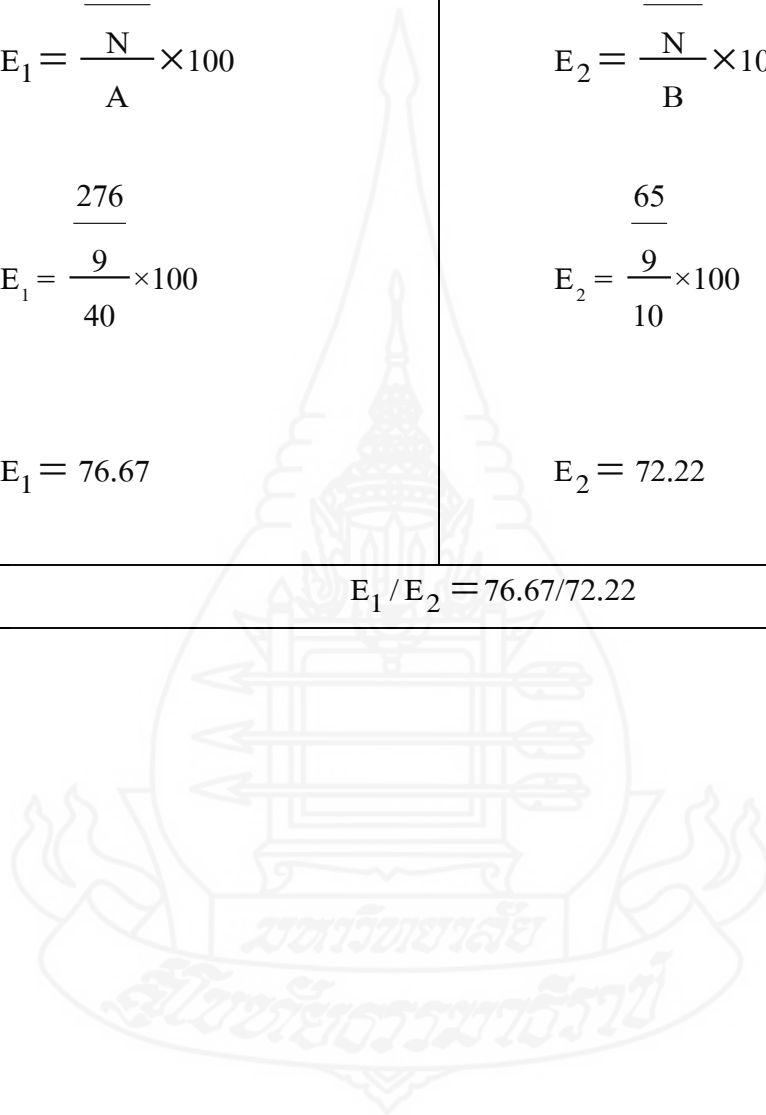 E₁ = N/A ×100
E₂ = N/B ×10
E₁ = 276/9/40 ×100
E₂ = 65/9/10 ×100
E₁ = 76.67
E₂ = 72.22
E₁ / E₂ = 76.67/72.22
มหาวิทยาลัย
สุโขทัยธรรมาธิราช